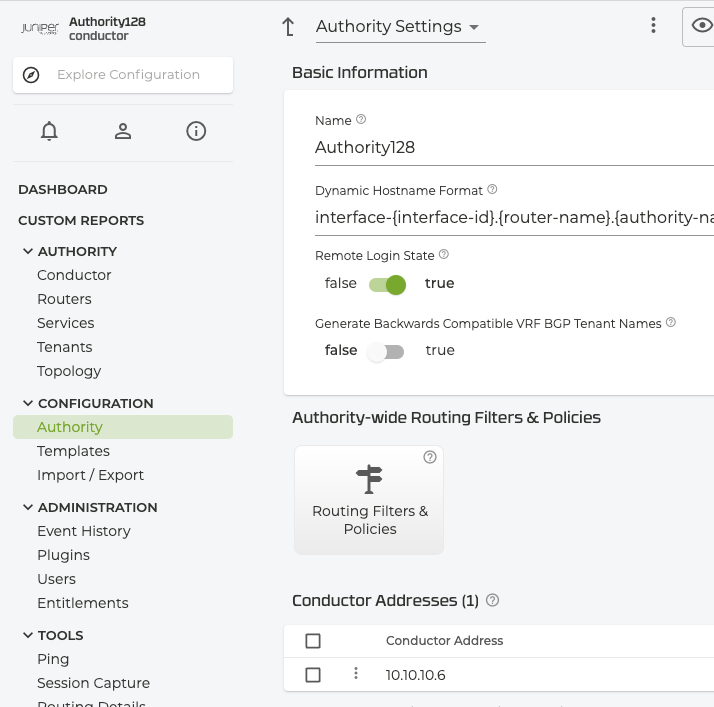 JUNIPER
Authority128
conductor
Explore Configuration
DASHBOARD
CUSTOM REPORTS
AUTHORITY
Conductor
Routers
Services
Tenants
Topology
CONFIGURATION
Authority
Templates
Import / Export
ADMINISTRATION
Event History
Plugins
Users
Entitlements
TOOLS
Ping
Session Capture
Routing Details
Authority Settings
Basic Information
Name
Authority128
Dynamic Hostname Format
interface-{interface-id}.{router-name}.{authority-na
Remote Login State
false true
Generate Backwards Compatible VRF BGP Tenant Names
false true
Authority-wide Routing Filters & Policies
Routing Filters &
Policies
Conductor Addresses (1)
Conductor Address
10.10.10.6